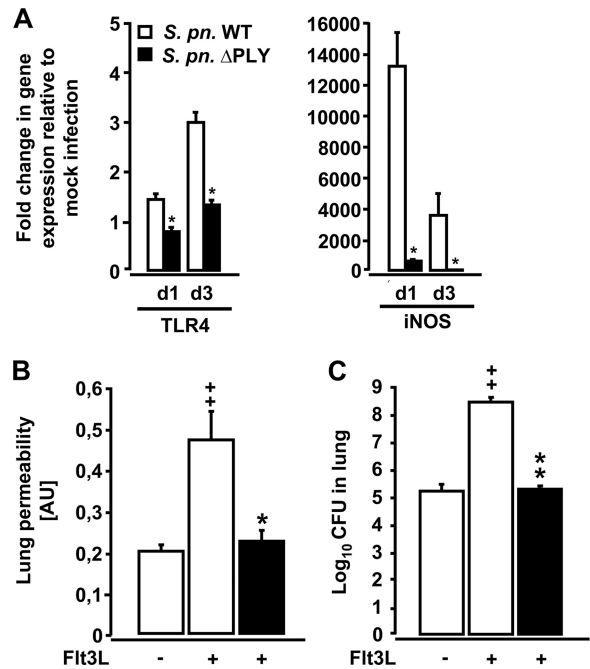 A
Fold change in gene
expression relative to
mock infection
5
4
3
2
1
0
S. pn. WT
S. pn. ΔPLY
*
*
d1 d3
TLR4
16000
14000
12000
10000
8000
6000
4000
2000
0
*
*
d1 d3
iNOS
B
Lung permeability
[AU]
0,6
0,5
0,4
0,3
0,2
0,1
0
++
*
Flt3L - + +
C
Log10 CFU in lung
9
8
7
6
5
4
3
2
1
0
++
**
Flt3L - + +